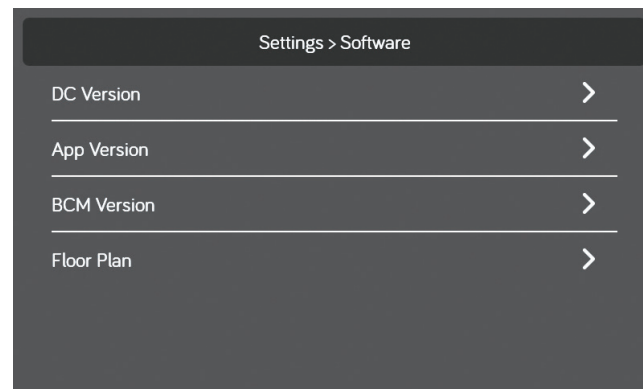 Settings > Software
DC Version
App Version
BCM Version
Floor Plan